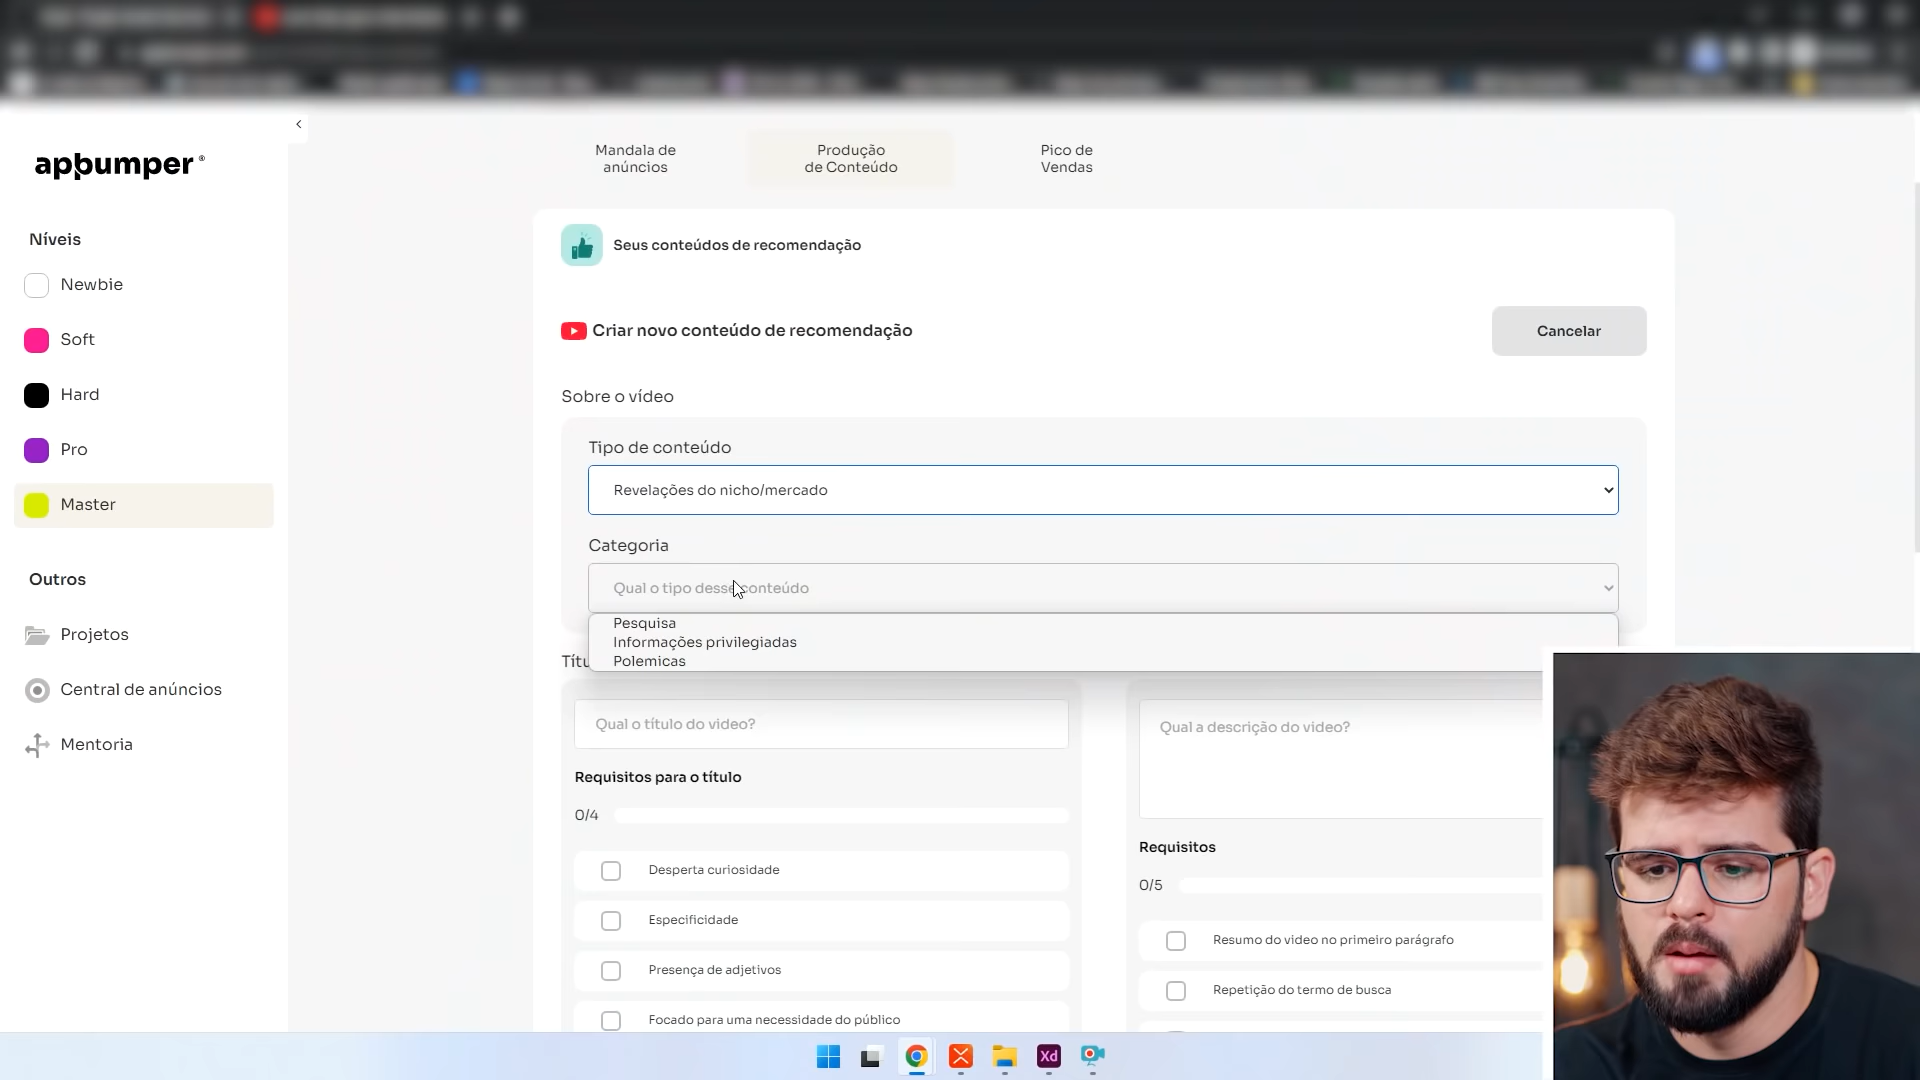 apbumper®
Níveis
Newbie
Soft
Hard
Pro
Master
Outros
Projetos
Central de anúncios
Mentoria
Mandala de
anúncios
Produção
de Conteúdo
Pico de
Vendas
Seus conteúdos de recomendação
Criar novo conteúdo de recomendação
Cancelar
Sobre o vídeo
Tipo de conteúdo
Revelações do nicho/mercado
Categoria
Qual o tipo desse conteúdo
Pesquisa
Informações privilegiadas
Polemicas
Qual o título do video?
Requisitos para o título
0/4
Desperta curiosidade
Especificidade
Presença de adjetivos
Focado para uma necessidade do público
Qual a descrição do video?
Requisitos
0/5
Resumo do video no primeiro parágrafo
Repetição do termo de busca
Xd